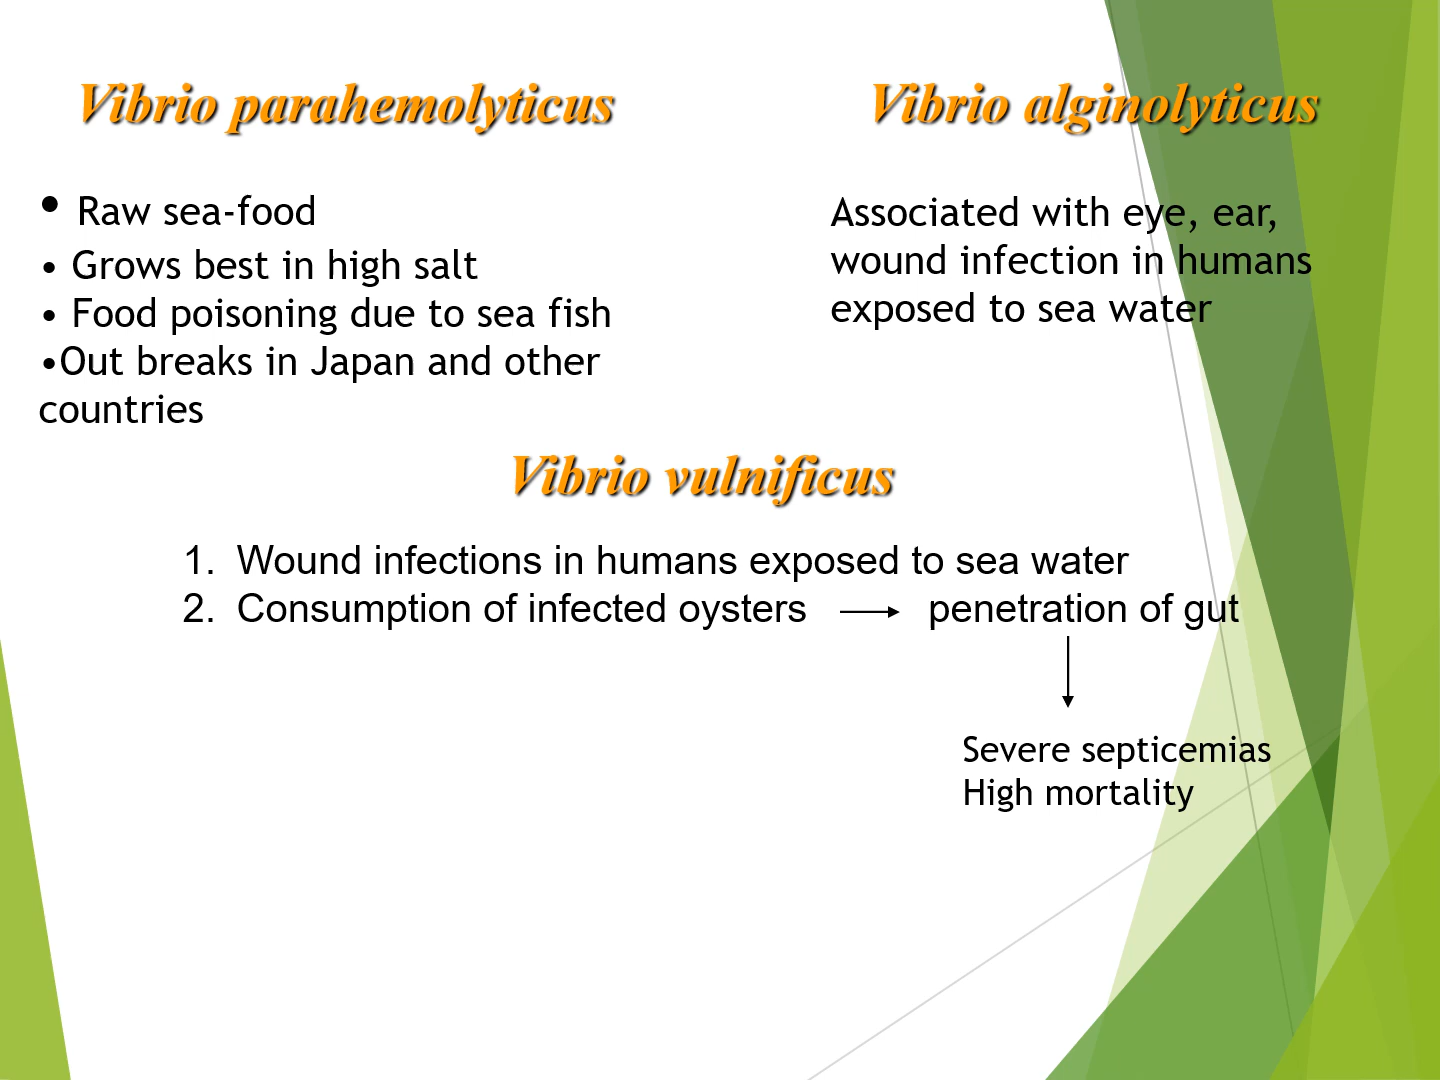 Vibrio parahemolyticus
• Raw sea-food
• Grows best in high salt
• Food poisoning due to sea fish
•Out breaks in Japan and other
countries
Vibrio alginolyticus
Associated with eye, ear,
wound infection in humans
exposed to sea water
Vibrio vulnificus
1. Wound infections in humans exposed to sea water
2. Consumption of infected oysters → penetration of gut
↓
Severe septicemias
High mortality